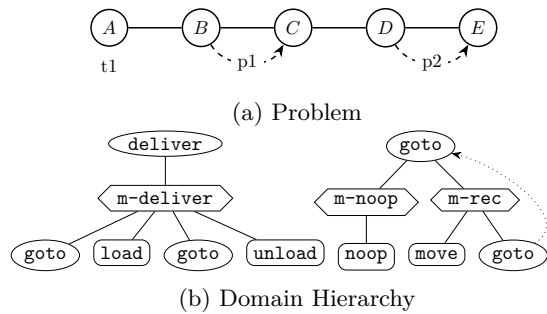 A B C D E
p1 p2
t1
(a) Problem
deliver goto
m-deliver m-noop m-rec
goto load goto unload noop move goto
(b) Domain Hierarchy